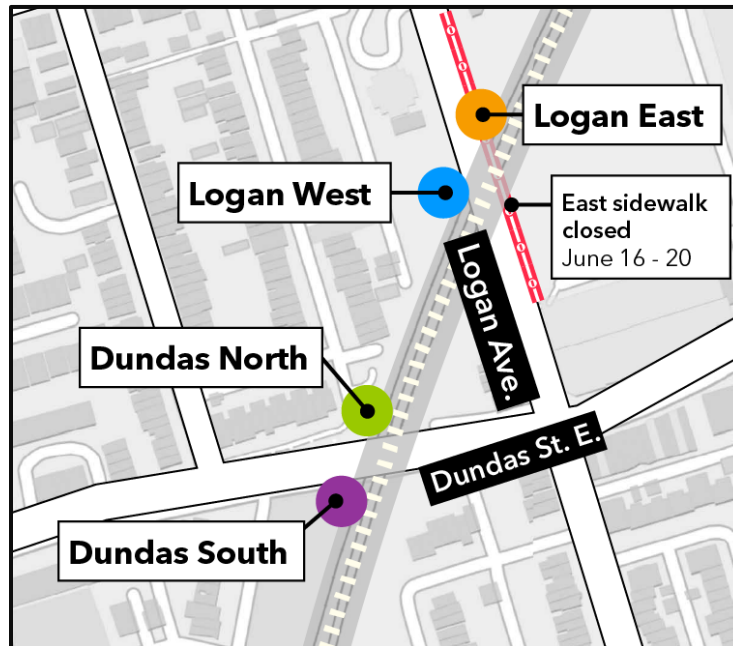 Logan East
Logan West
East sidewalk
closed
June 16 - 20
Logan Ave.
Dundas North
Dundas St. E.
Dundas South